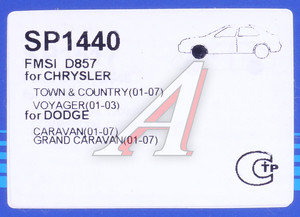 SP1440
FMSI D857
for CHRYSLER
TOWN & COUNTRY(01-07)
VOYAGER(01-03)
for DODGE
CARAVAN(01-07)
GRAND CARAVAN(01-07)
C TP